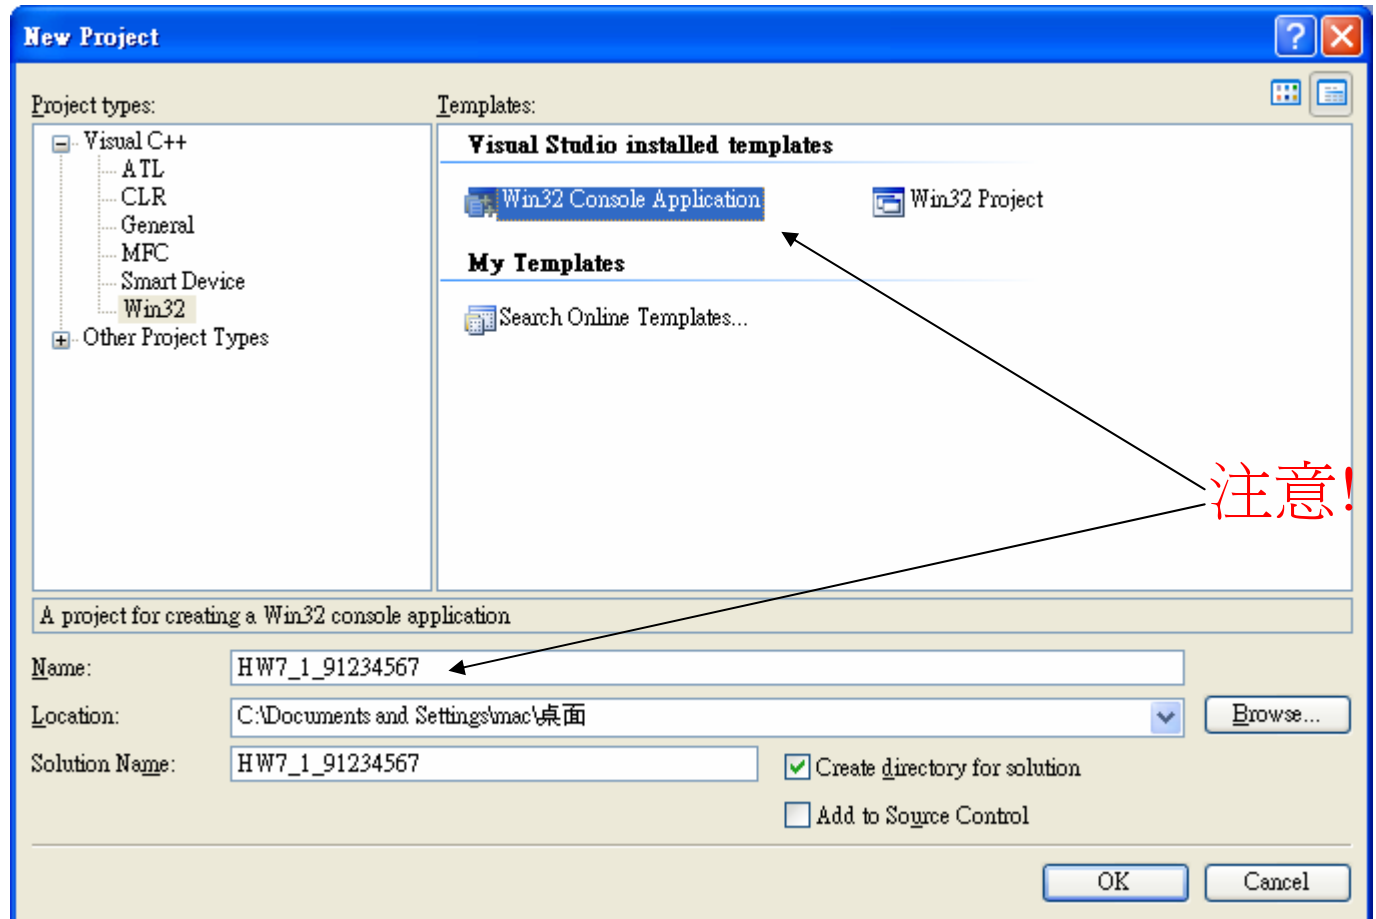 New Project
Project types:
Templates:
Visual C++
ATL
CLR
General
MFC
Smart Device
Win32
Other Project Types
Visual Studio installed templates
Win32 Console Application
Win32 Project
My Templates
Search Online Templates...
注意!
A project for creating a Win32 console application
Name:
HW7_1_91234567
Location:
C:\Documents and Settings\mac\桌面
Browse...
Solution Name:
HW7_1_91234567
Create directory for solution
Add to Source Control
OK
Cancel